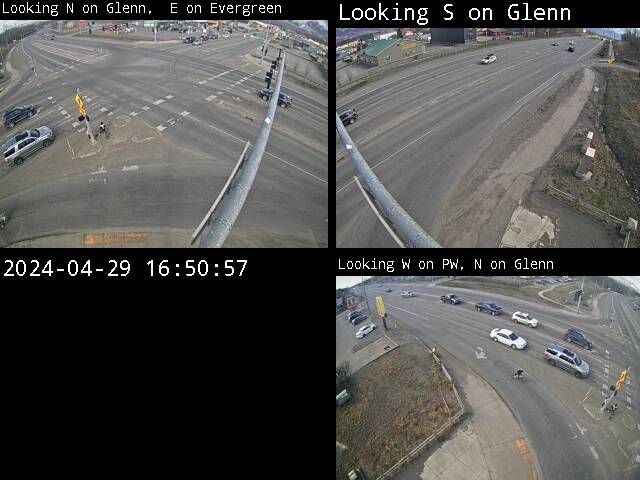 Looking N on Glenn,  E on Evergreen
Looking S on Glenn
2024-04-29 16:50:57
Looking W on PW, N on Glenn